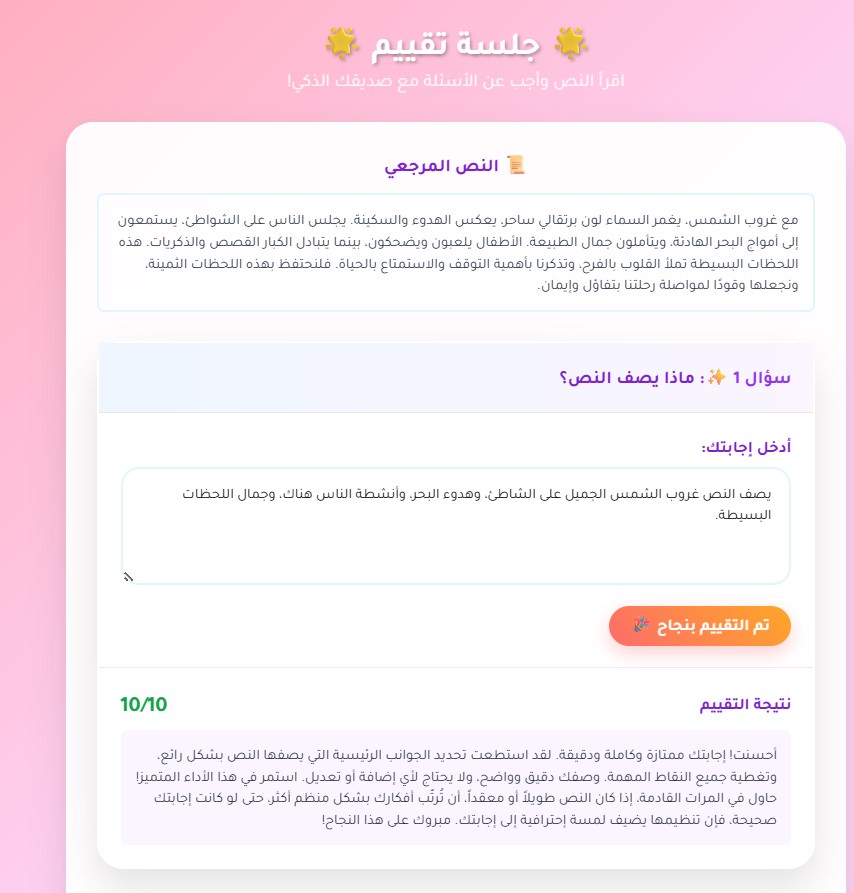 🌟 جلسة تقييم 🌟
اقرأ النص وأجب عن الأسئلة مع صديقك الذكي!
📜 النص المرجعي
مع غروب الشمس، يغمر السماء لون برتقالي ساحر، يعكس الهدوء والسكينة. يجلس الناس على الشواطئ، يستمعون
إلى أمواج البحر الهادئة، ويتأملون جمال الطبيعة. الأطفال يلعبون ويضحكون، بينما يتبادل الكبار القصص والذكريات. هذه
اللحظات البسيطة تملأ القلوب بالفرح، وتذكرنا بأهمية التوقف والاستمتاع بالحياة. فلنحتفظ بهذه اللحظات الثمينة،
ونجعلها وقودًا لمواصلة رحلتنا بتفاؤل وإيمان.
سؤال 1 ✨: ماذا يصف النص؟
أدخل إجابتك:
يصف النص غروب الشمس الجميل على الشاطئ، وهدوء البحر، وأنشطة الناس هناك، وجمال اللحظات
البسيطة.
تم التقييم بنجاح 🎉
نتيجة التقييم
10/10
أحسنت! إجابتك ممتازة وكاملة ودقيقة. لقد استطعت تحديد الجوانب الرئيسية التي يصفها النص بشكل رائع،
وتغطية جميع النقاط المهمة. وصفك دقيق وواضح، ولا يحتاج لأي إضافة أو تعديل. استمر في هذا الأداء المتميز!
حاول في المرات القادمة، إذا كان النص طويلاً أو معقداً، أن تُرتّب أفكارك بشكل منظم أكثر، حتى لو كانت إجابتك
صحيحة، فإن تنظيمها يضيف لمسة إحترافية إلى إجابتك. مبروك على هذا النجاح!